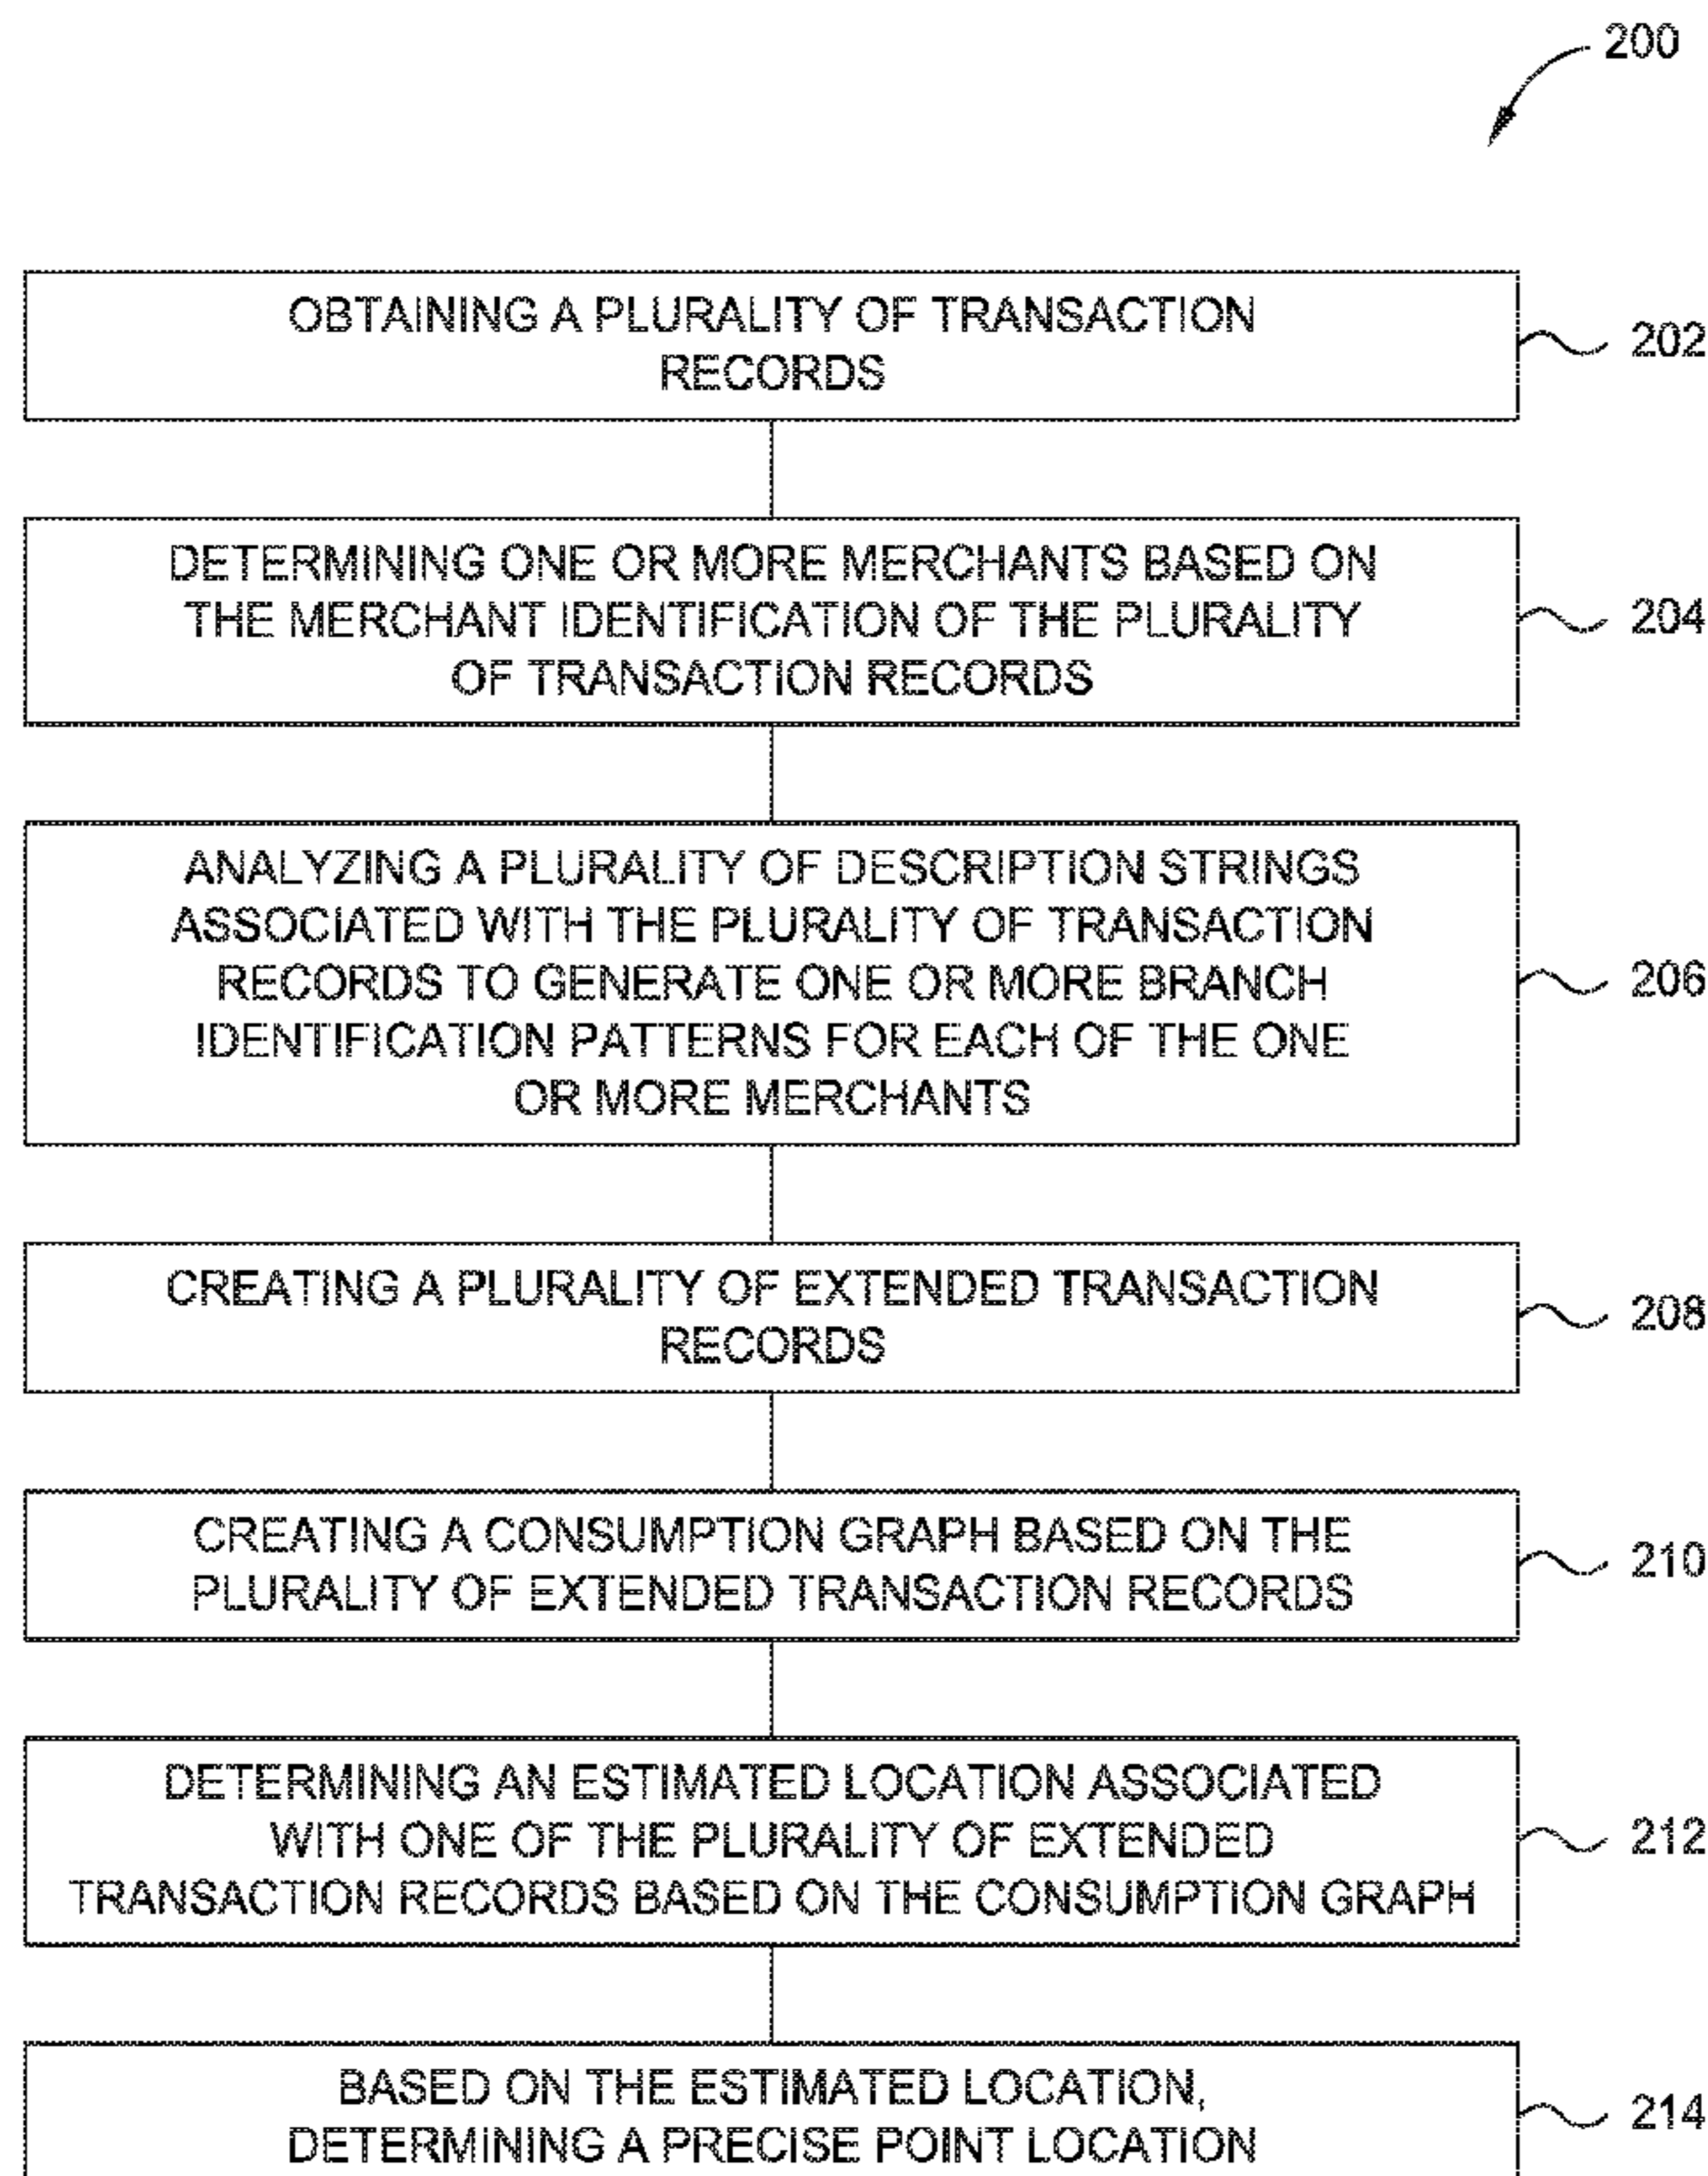 200
OBTAINING A PLURALITY OF TRANSACTION
RECORDS
202
DETERMINING ONE OR MORE MERCHANTS BASED ON
THE MERCHANT IDENTIFICATION OF THE PLURALITY
OF TRANSACTION RECORDS
204
ANALYZING A PLURALITY OF DESCRIPTION STRINGS
ASSOCIATED WITH THE PLURALITY OF TRANSACTION
RECORDS TO GENERATE ONE OR MORE BRANCH
IDENTIFICATION PATTERNS FOR EACH OF THE ONE
OR MORE MERCHANTS
206
CREATING A PLURALITY OF EXTENDED TRANSACTION
RECORDS
208
CREATING A CONSUMPTION GRAPH BASED ON THE
PLURALITY OF EXTENDED TRANSACTION RECORDS
210
DETERMINING AN ESTIMATED LOCATION ASSOCIATED
WITH ONE OF THE PLURALITY OF EXTENDED
TRANSACTION RECORDS BASED ON THE CONSUMPTION GRAPH
212
BASED ON THE ESTIMATED LOCATION,
DETERMINING A PRECISE POINT LOCATION
214